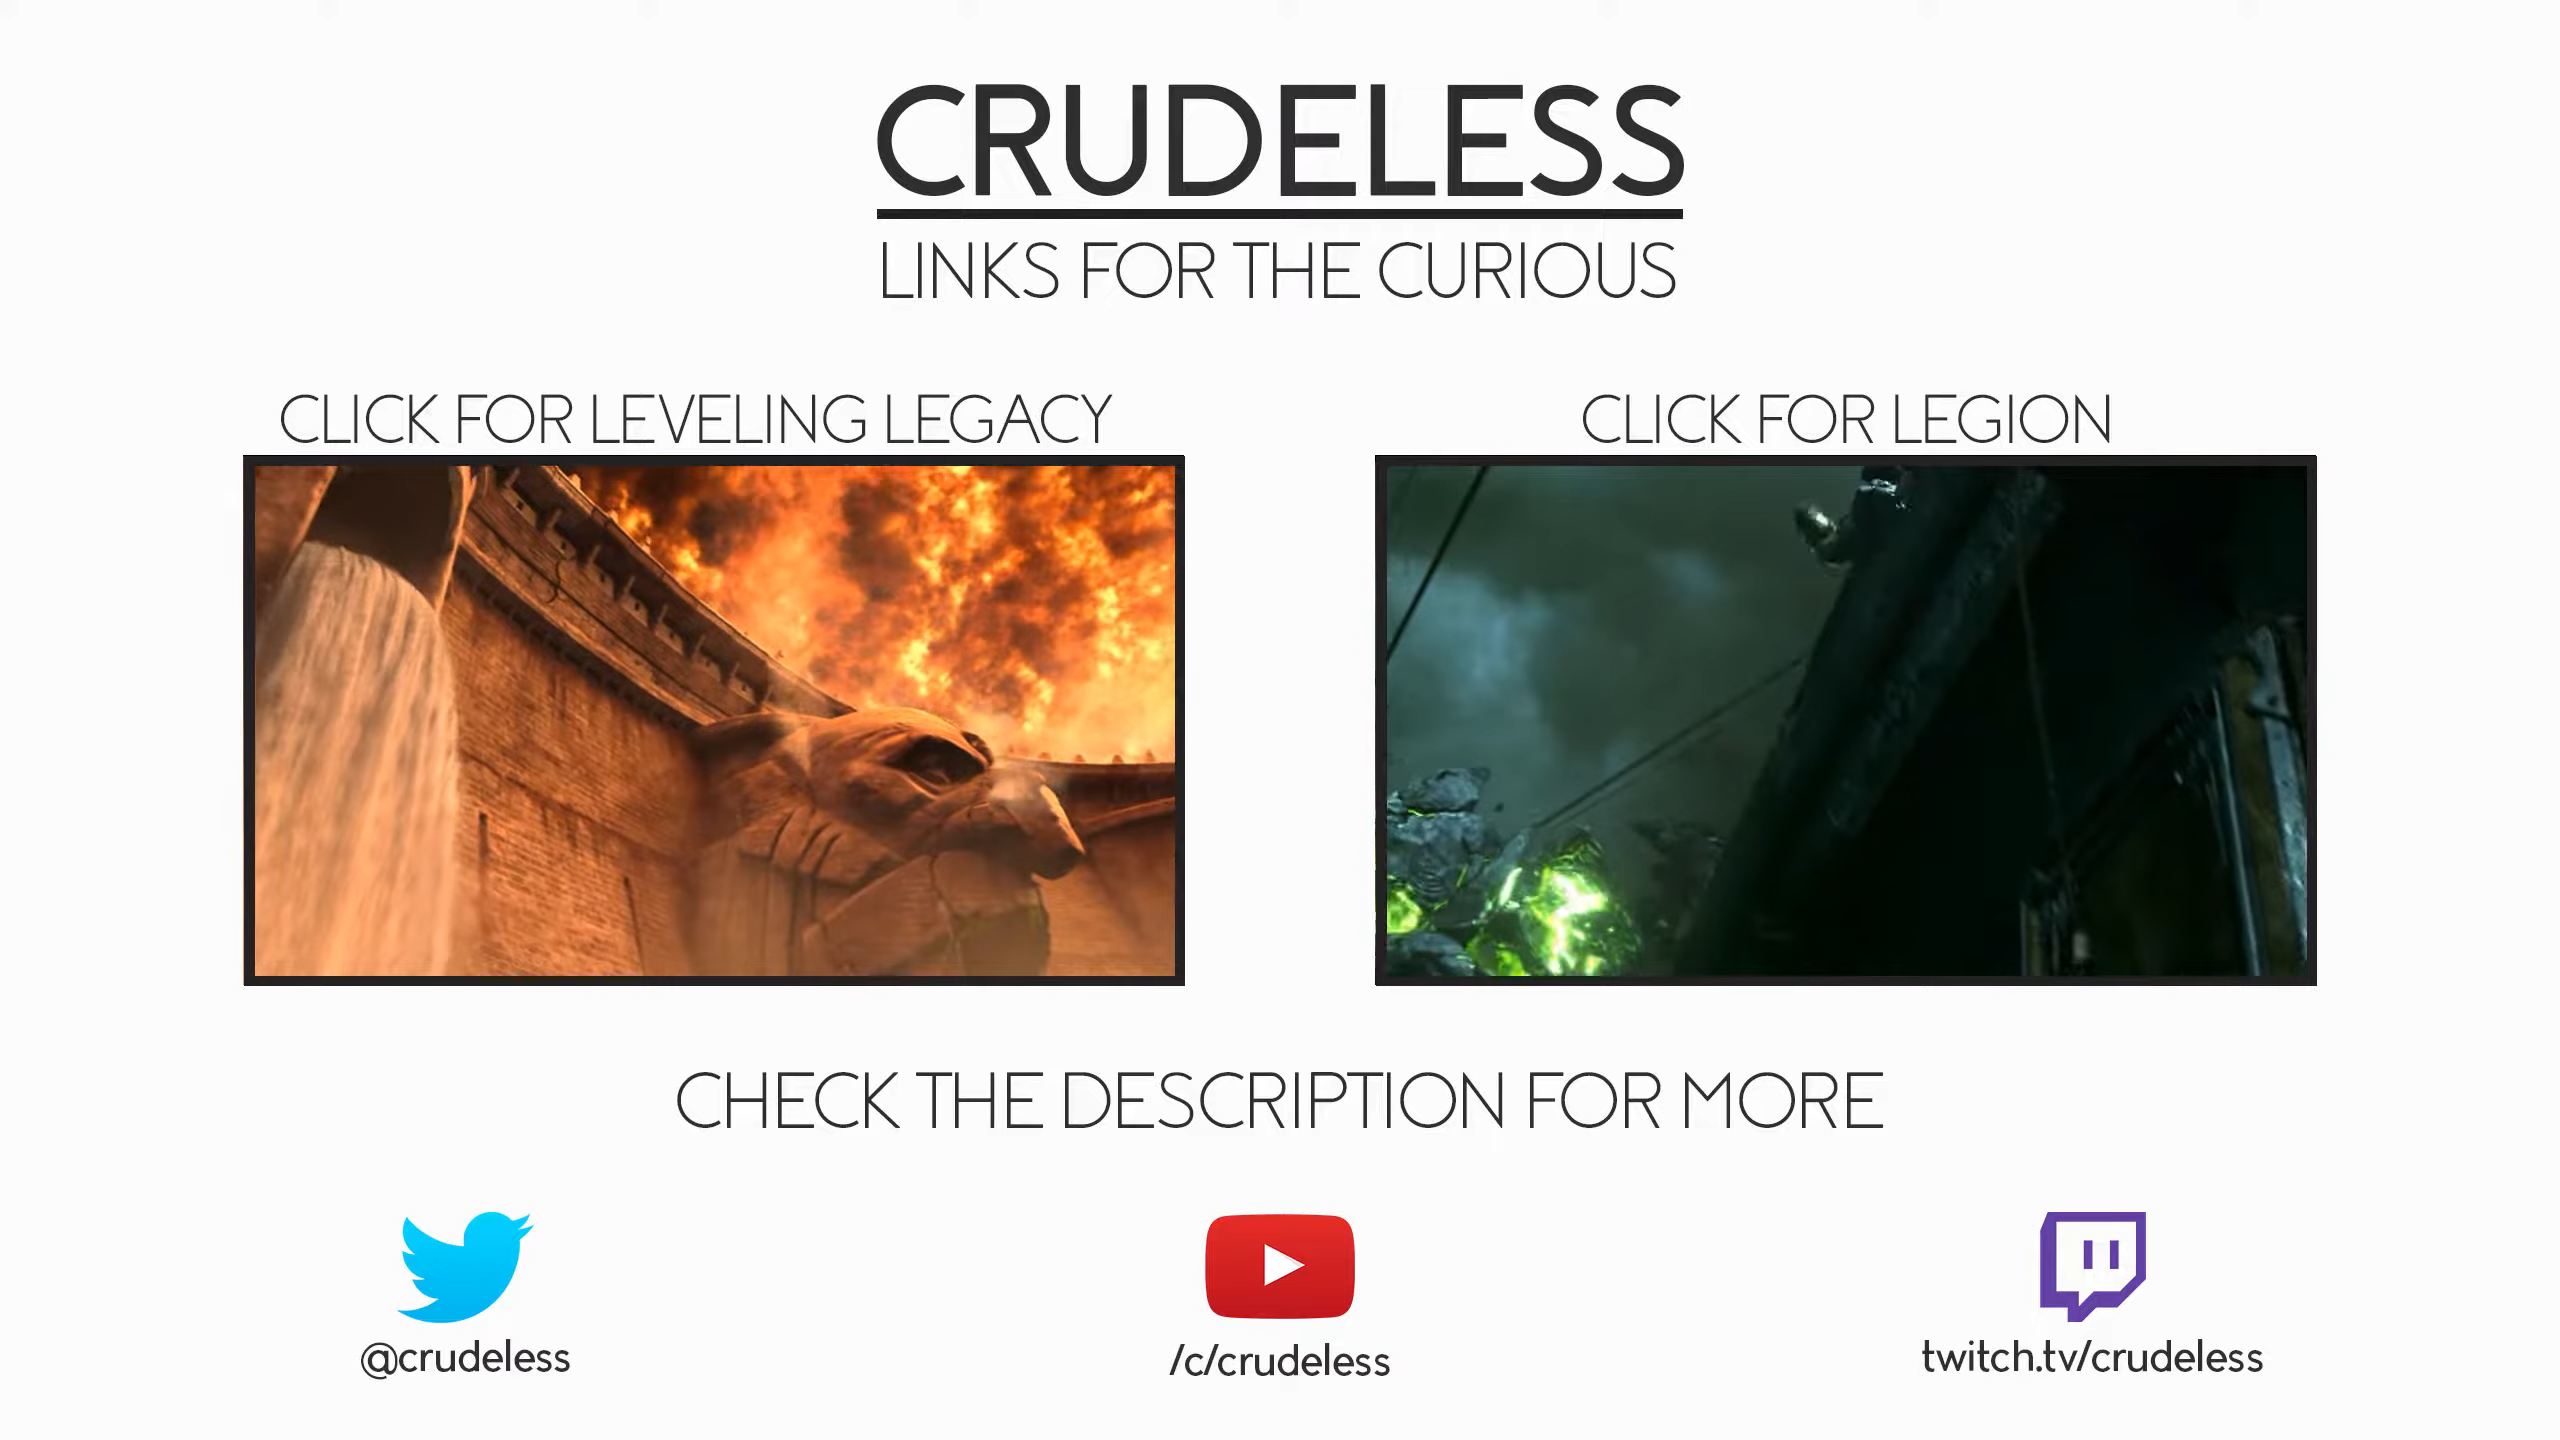 CRUDELESS
LINKS FOR THE CURIOUS
CLICK FOR LEVELING LEGACY
CLICK FOR LEGION
CHECK THE DESCRIPTION FOR MORE
@crudeless
/c/crudeless
twitch.tv/crudeless